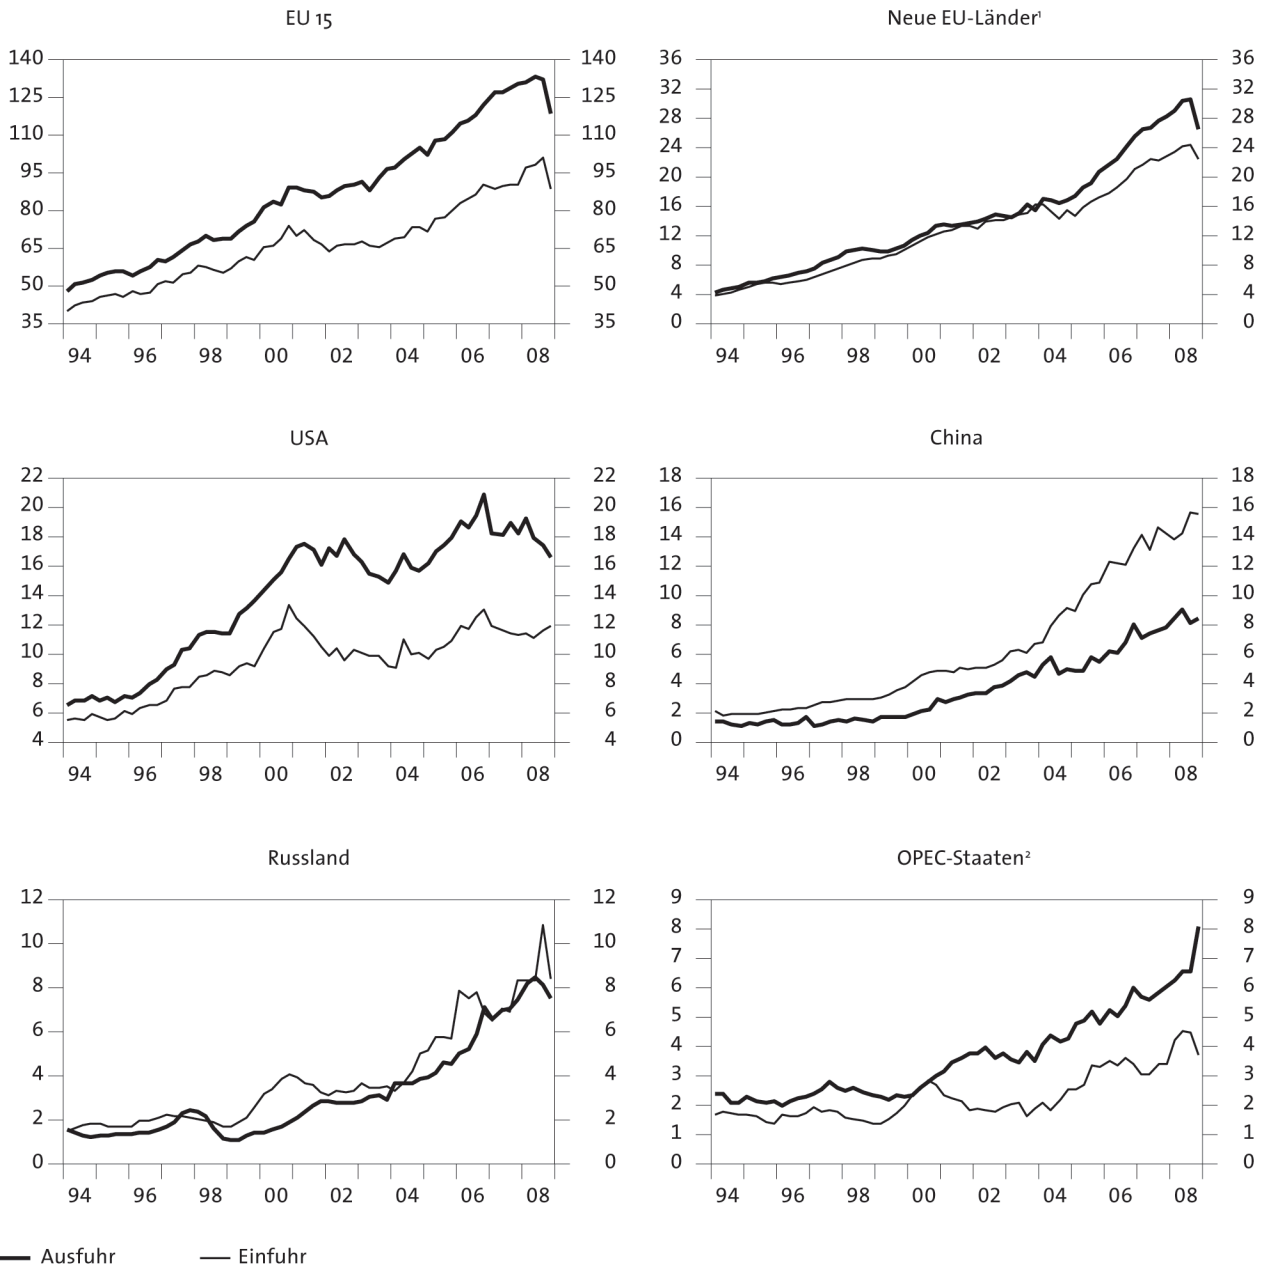 EU 15
Neue EU-Länder¹
140 140 36 36
125 125 32 32
110 110 28 28
95 95 24 24
80 80 20 20
65 65 16 16
50 50 12 12
35 35 8 8
4 4
0 0
94 96 98 00 02 04 06 08
94 96 98 00 02 04 06 08
USA
China
22 22 18 18
20 20 16 16
18 18 14 14
16 16 12 12
14 14 10 10
12 12 8 8
10 10 6 6
8 8 4 4
6 6 2 2
4 4 0 0
94 96 98 00 02 04 06 08
94 96 98 00 02 04 06 08
Russland
OPEC-Staaten²
12 12 9 9
10 10 8 8
8 8 7 7
6 6 6 6
4 4 5 5
2 2 4 4
0 0 3 3
2 2
1 1
0 0
94 96 98 00 02 04 06 08
94 96 98 00 02 04 06 08
Ausfuhr
Einfuhr